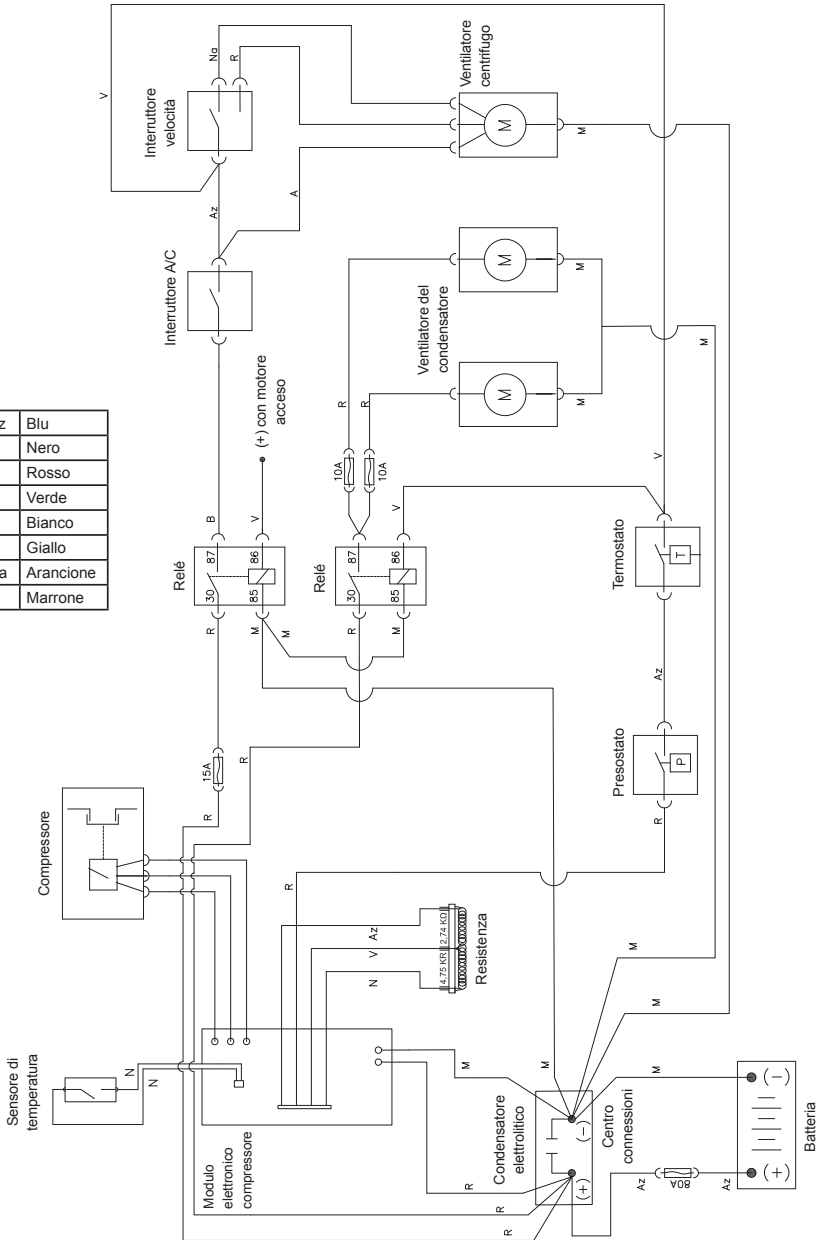 z Blu
Nero
Rosso
Verde
Bianco
Giallo
a Arancione
Marrone
V
Interruttore
velocità
Na
R
Ventilatore
centrifugo
M
M
Az
A
Interruttore A/C
Ventilatore del
condensatore
M
M
M
M
M
R
R
10A
10A
(+) con motore
acceso
B
V
Relé
87
86
30
85
R
M
M
Relé
87
86
30
85
R
M
V
V
Termostato
T
Az
Presostato
P
R
15A
R
R
Compressore
R
Az
V
N
4,75 KR
2,74 KΩ
Resistenza
Sensore di
temperatura
N
N
Modulo
elettronico
compressore
M
R
R
R
M
M
M
M
Condensatore
elettrolitico
(+)
(-)
Centro
connessioni
Az
80A
Az
(+)
(-)
Batteria